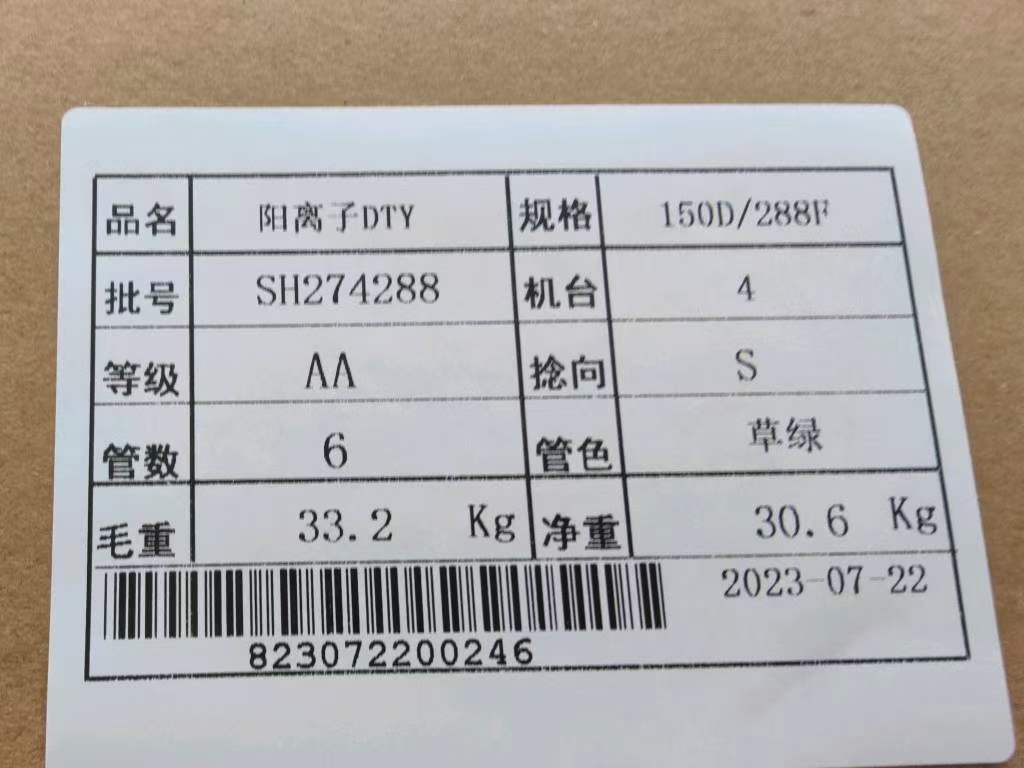 品名 阳离子DTY 规格 150D/288F
批号 SH274288 机台 4
等级 AA 捻向 S
管数 6 管色 草绿
毛重 33.2 Kg 净重 30.6 Kg
2023-07-22
823072200246